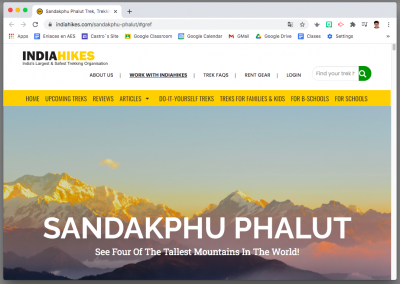 Sandakphu Phalut Trek, Trekki
indiahikes.com/sandakphu-phalut/#gref
Apps
Enlaces en AES
Castro´s Site
Google Classroom
Google Calendar
GMail
Google Drive
Clases
Settings
INDIAHIKES
India's Largest & Safest Trekking Organisation
ABOUT US | WORK WITH INDIAHIKES | TREK FAQS | RENT GEAR | LOGIN
Find your trek?
HOME UPCOMING TREKS REVIEWS ARTICLES DO-IT-YOURSELF TREKS TREKS FOR FAMILIES & KIDS FOR B-SCHOOLS FOR SCHOOLS
SANDAKPHU PHALUT
See Four Of The Tallest Mountains In The World!